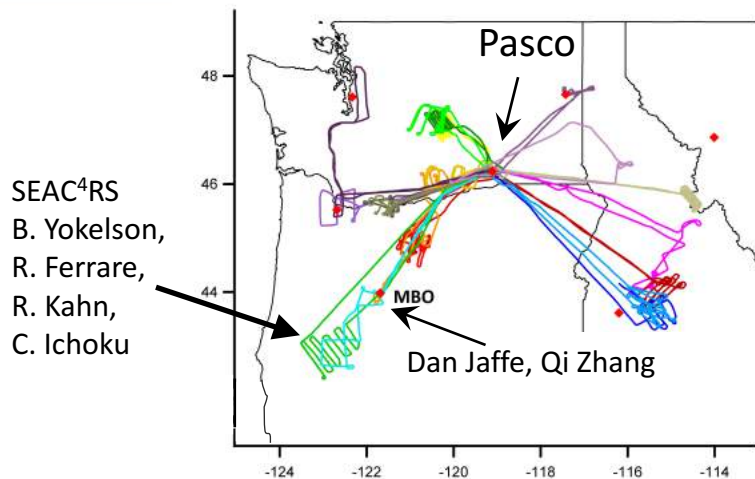 Pasco
48
46
44
SEAC⁴RS
B. Yokelson,
R. Ferrare,
R. Kahn,
C. Ichoku
MBO
Dan Jaffe, Qi Zhang
-124 -122 -120 -118 -116 -114